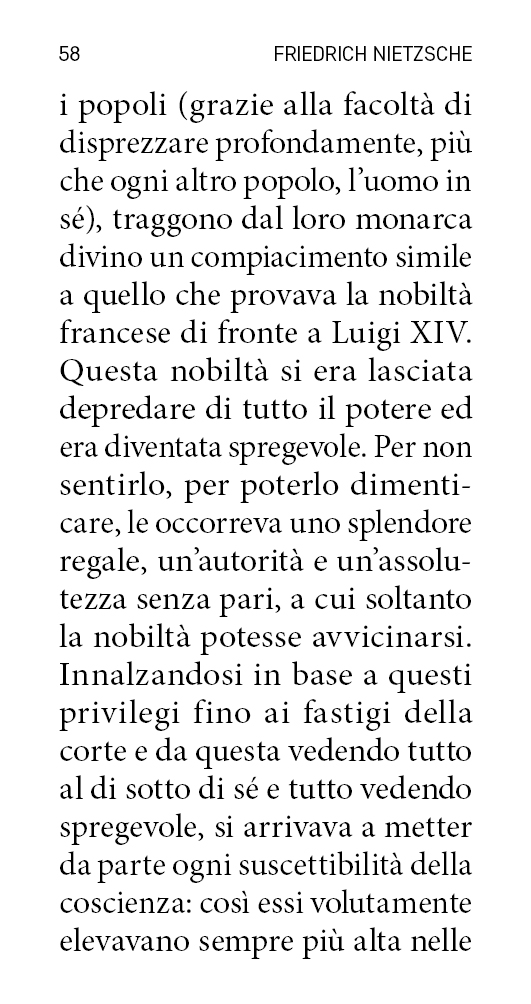 58 FRIEDRICH NIETZSCHE
i popoli (grazie alla facoltà di
disprezzare profondamente, più
che ogni altro popolo, l’uomo in
sé), traggono dal loro monarca
divino un compiacimento simile
a quello che provava la nobiltà
francese di fronte a Luigi XIV.
Questa nobiltà si era lasciata
depredare di tutto il potere ed
era diventata spregevole. Per non
sentirlo, per poterlo dimenti-
care, le occorreva uno splendore
regale, un’autorità e un’assolu-
tezza senza pari, a cui soltanto
la nobiltà potesse avvicinarsi.
Innalzandosi in base a questi
privilegi fino ai fastigi della
corte e da questa vedendo tutto
al di sotto di sé e tutto vedendo
spregevole, si arrivava a metter
da parte ogni suscettibilità della
coscienza: così essi volutamente
elevavano sempre più alta nelle